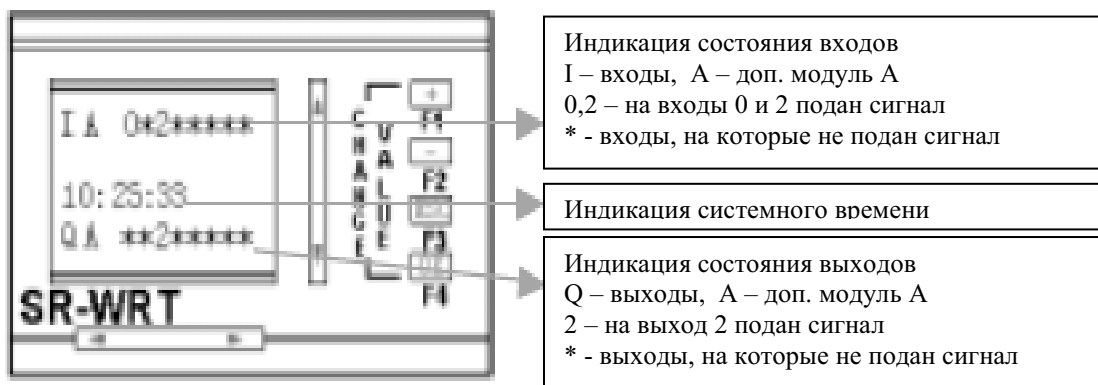 I A 0*2*****
10:25:33
Q A **2*****
CHANGE
VALUE
+
F1
-
F2
F3
F4
SR-WRT
Индикация состояния входов
I – входы, А – доп. модуль А
0,2 – на входы 0 и 2 подан сигнал
* - входы, на которые не подан сигнал
Индикация системного времени
Индикация состояния выходов
Q – выходы, А – доп. модуль А
2 – на выход 2 подан сигнал
* - выходы, на которые не подан сигнал